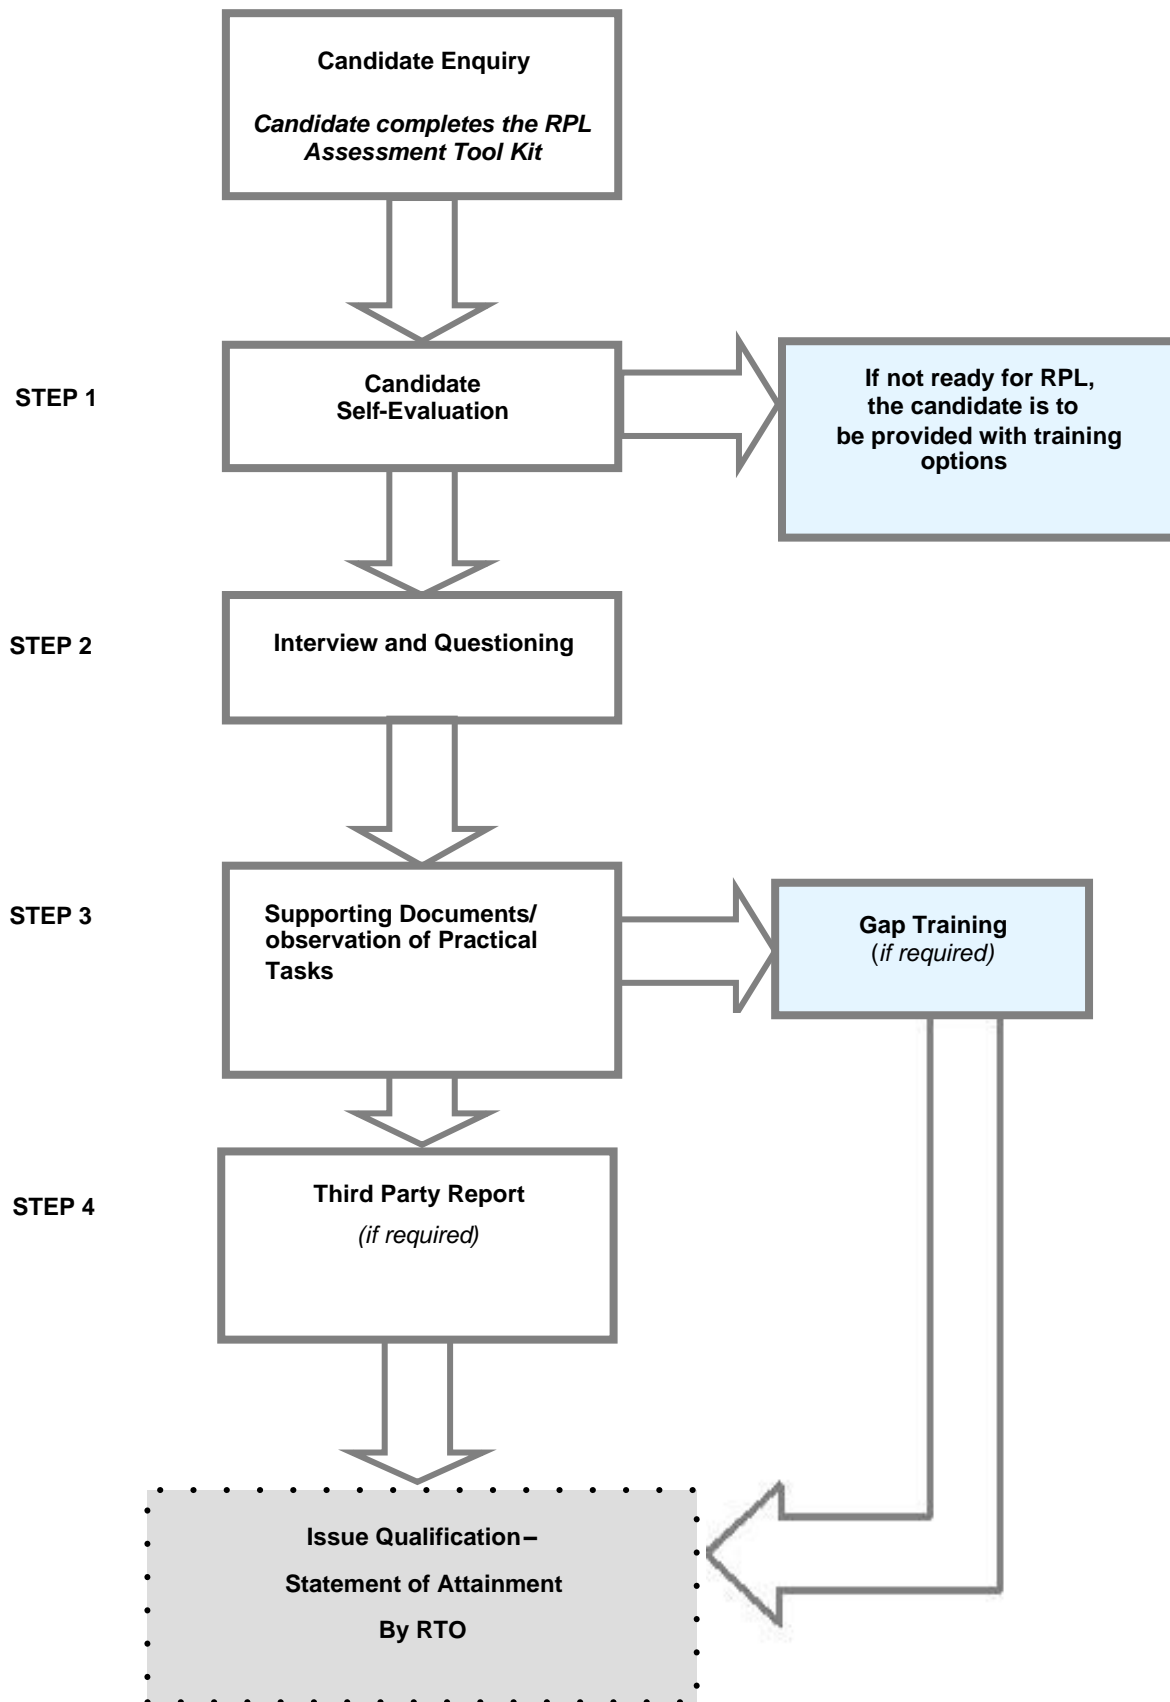 Candidate Enquiry
Candidate completes the RPL
Assessment Tool Kit
STEP 1
Candidate
Self-Evaluation
If not ready for RPL,
the candidate is to
be provided with training
options
STEP 2
Interview and Questioning
STEP 3
Supporting Documents/
observation of Practical
Tasks
Gap Training
(if required)
STEP 4
Third Party Report
(if required)
Issue Qualification–
Statement of Attainment
By RTO